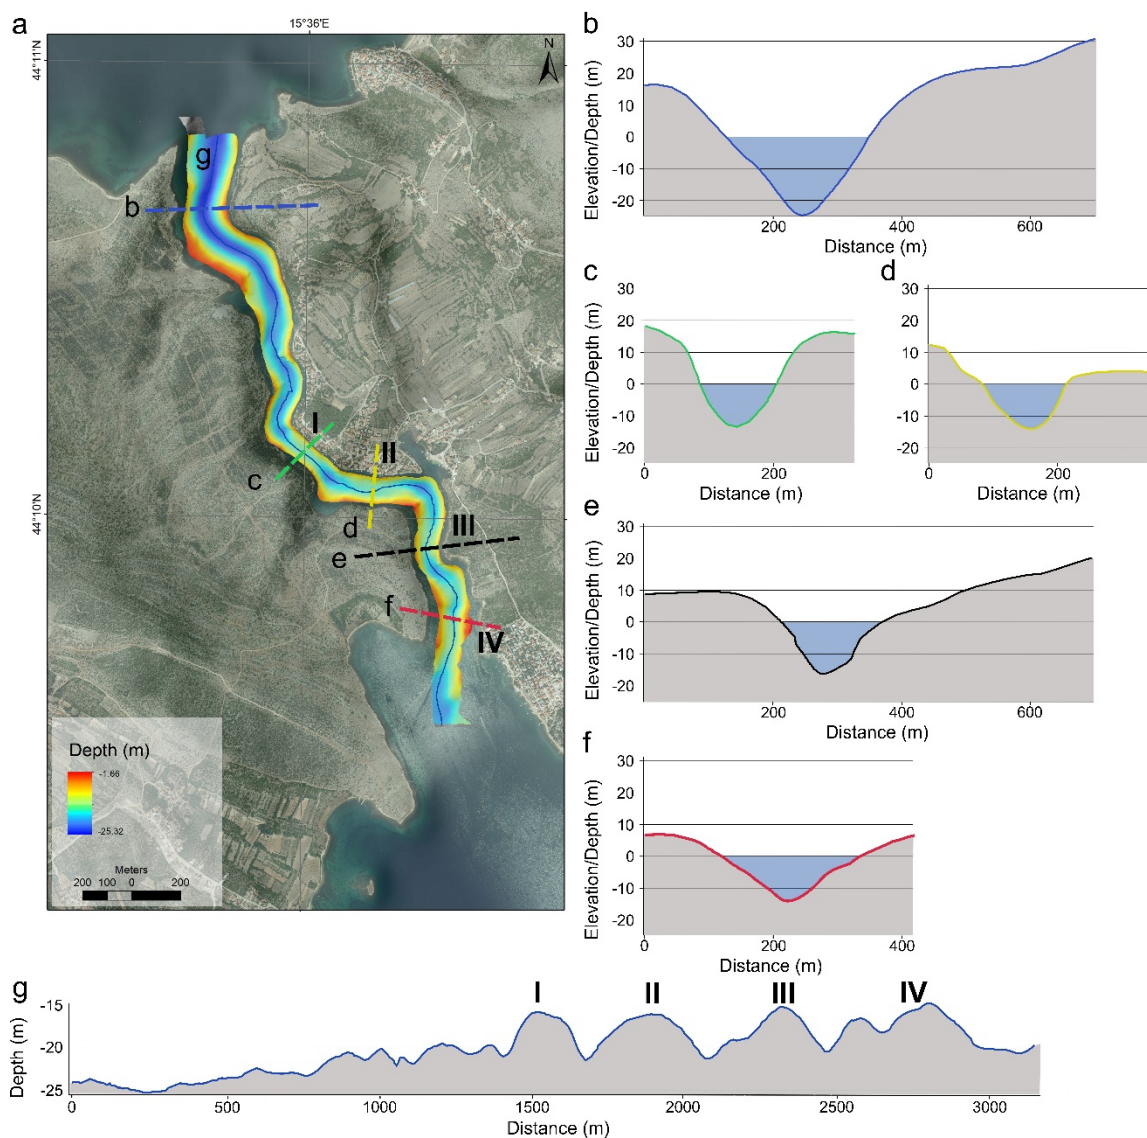 a
15°36'E
44°11'N
N
g
b
I
c
II
d
44°10'N
III
e
f
IV
Depth (m)
-1.66
-25.32
Meters
200 100 0 200
b
Elevation/Depth (m)
30
20
10
0
-10
-20
200 400 600
Distance (m)
c
Elevation/Depth (m)
30
20
10
0
-10
-20
0 200
Distance (m)
d
Elevation/Depth (m)
30
20
10
0
-10
-20
0 200
Distance (m)
e
Elevation/Depth (m)
30
20
10
0
-10
-20
200 400 600
Distance (m)
f
Elevation/Depth (m)
30
20
10
0
-10
-20
0 200 400
Distance (m)
g
I II III IV
Depth (m)
-15
-20
-25
0 500 1000 1500 2000 2500 3000
Distance (m)